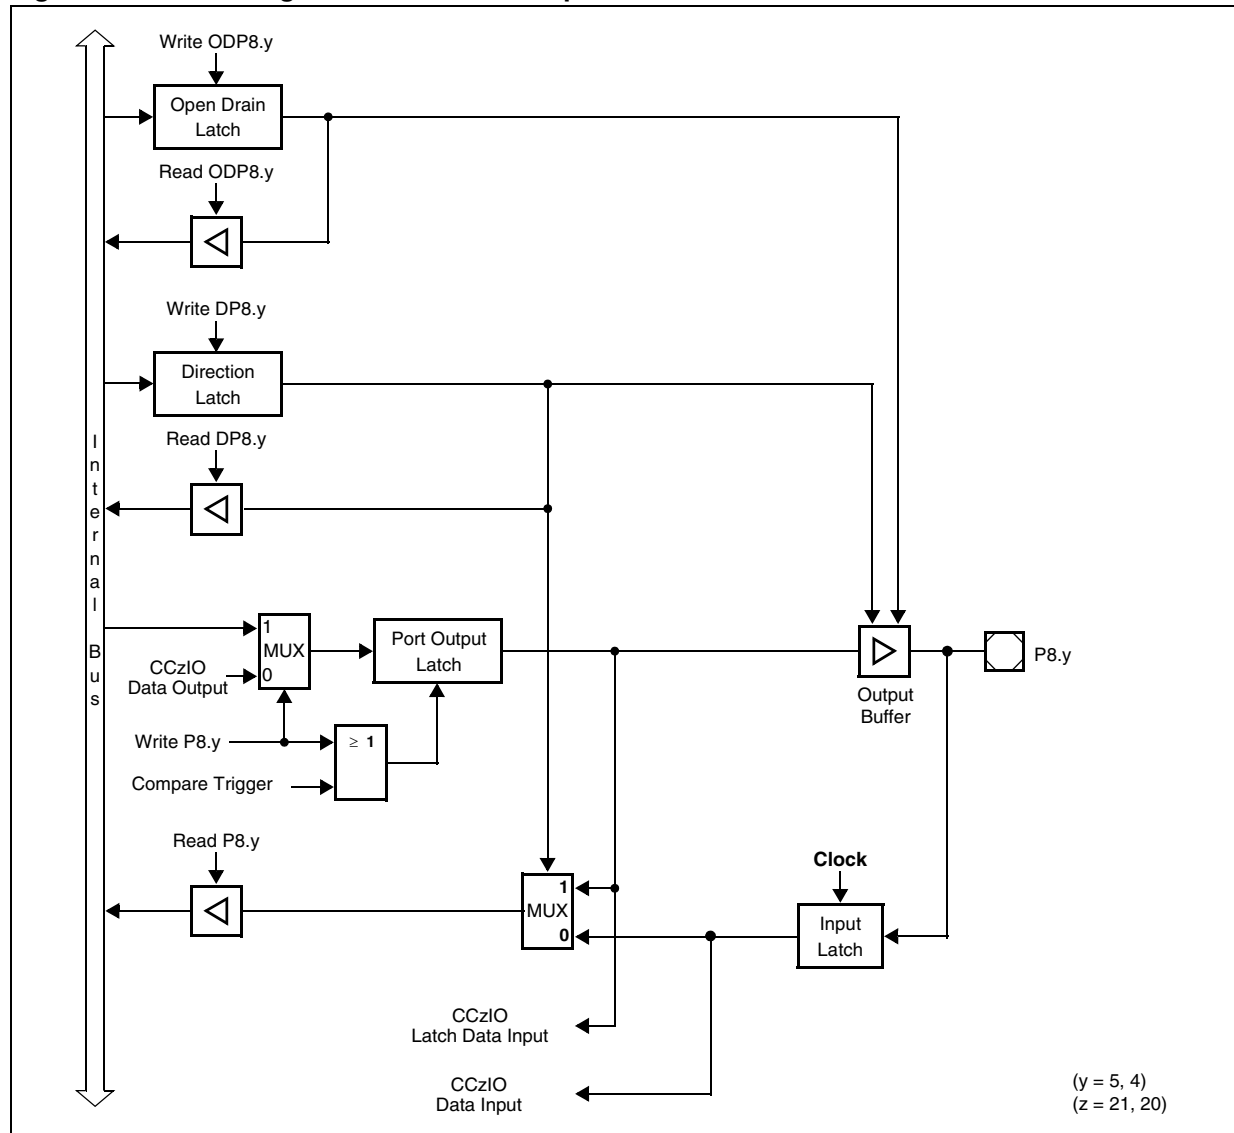 Write ODP8.y
Open Drain
Latch
Read ODP8.y
Write DP8.y
Direction
Latch
Read DP8.y
Internal Bus
1
MUX
0
CCzIO
Data Output
Port Output
Latch
Write P8.y
≥ 1
Compare Trigger
Output
Buffer
P8.y
Read P8.y
1
MUX
0
Clock
Input
Latch
CCzIO
Latch Data Input
CCzIO
Data Input
(y = 5, 4)
(z = 21, 20)